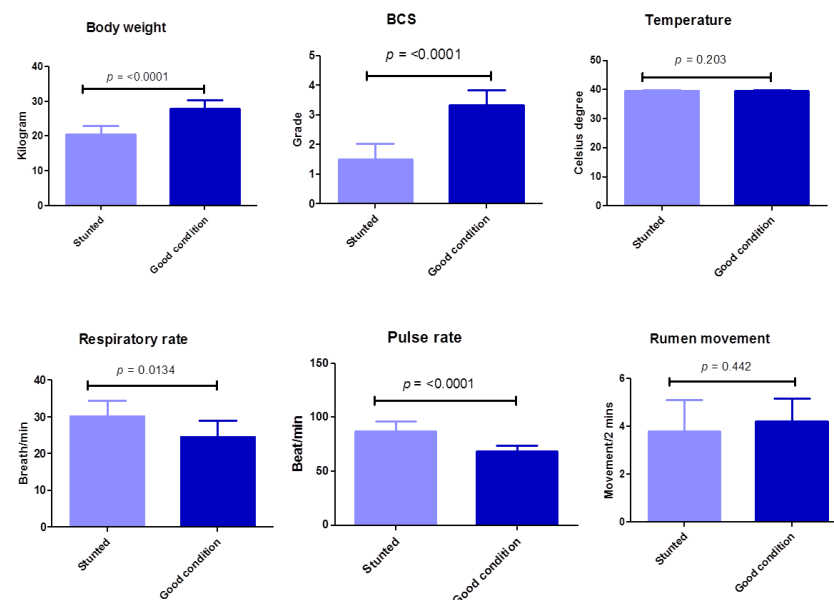 Body weight
p = <0.0001
Kilogram
40
30
20
10
0
Stunted
Good condition
BCS
p = <0.0001
Grade
5
4
3
2
1
0
Stunted
Good condition
Temperature
p = 0.203
Celsius degree
50
40
30
20
10
0
Stunted
Good condition
Respiratory rate
p = 0.0134
Breath/min
40
30
20
10
0
Stunted
Good condition
Pulse rate
p = <0.0001
Beat/min
150
100
50
0
Stunted
Good condition
Rumen movement
p = 0.442
Movement/2 mins
6
4
2
0
Stunted
Good condition